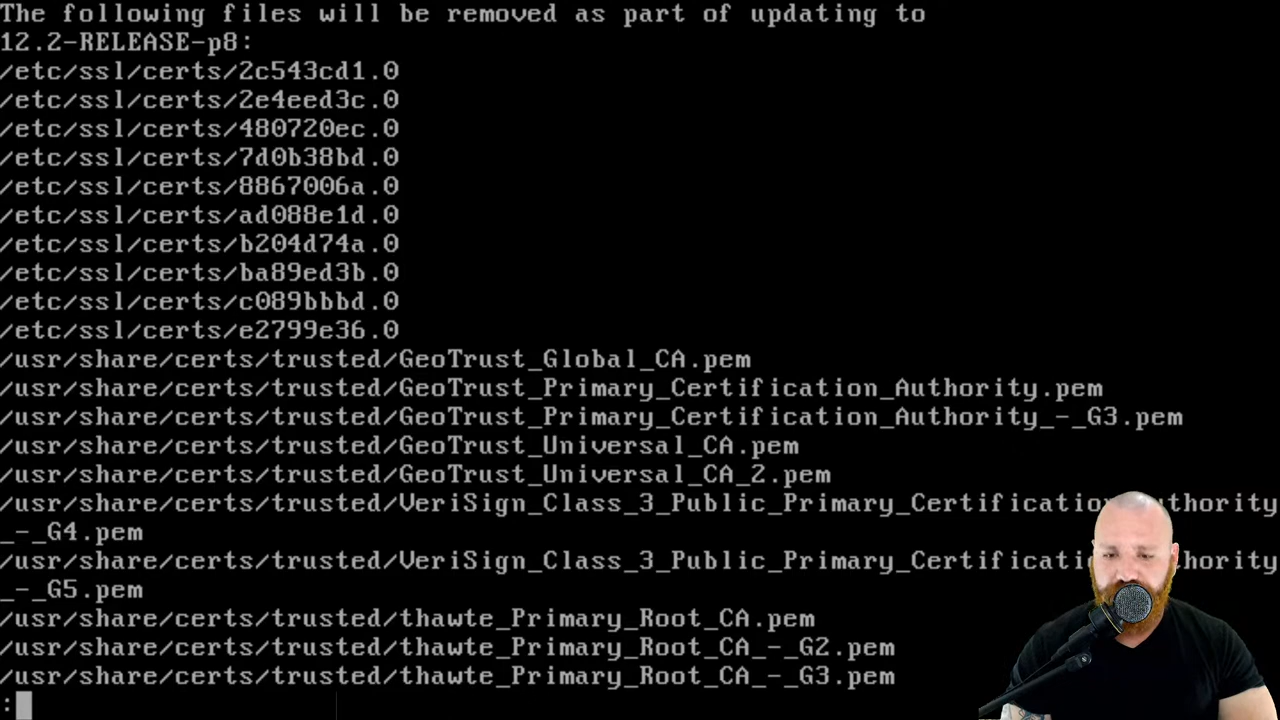 The following files will be removed as part of updating to
12.2-RELEASE-p8:
/etc/ssl/certs/2c543cd1.0
/etc/ssl/certs/2e4eed3c.0
/etc/ssl/certs/480720ec.0
/etc/ssl/certs/7d0b38bd.0
/etc/ssl/certs/8867006a.0
/etc/ssl/certs/ad088e1d.0
/etc/ssl/certs/b204d74a.0
/etc/ssl/certs/ba89ed3b.0
/etc/ssl/certs/c089bbbd.0
/etc/ssl/certs/e2799e36.0
/usr/share/certs/trusted/GeoTrust_Global_CA.pem
/usr/share/certs/trusted/GeoTrust_Primary_Certification_Authority.pem
/usr/share/certs/trusted/GeoTrust_Primary_Certification_Authority_-_G3.pem
/usr/share/certs/trusted/GeoTrust_Universal_CA.pem
/usr/share/certs/trusted/GeoTrust_Universal_CA_2.pem
/usr/share/certs/trusted/VeriSign_Class_3_Public_Primary_Certification_Authority
_-_G4.pem
/usr/share/certs/trusted/VeriSign_Class_3_Public_Primary_Certification_Authority
_-_G5.pem
/usr/share/certs/trusted/thawte_Primary_Root_CA.pem
/usr/share/certs/trusted/thawte_Primary_Root_CA_-_G2.pem
/usr/share/certs/trusted/thawte_Primary_Root_CA_-_G3.pem
: